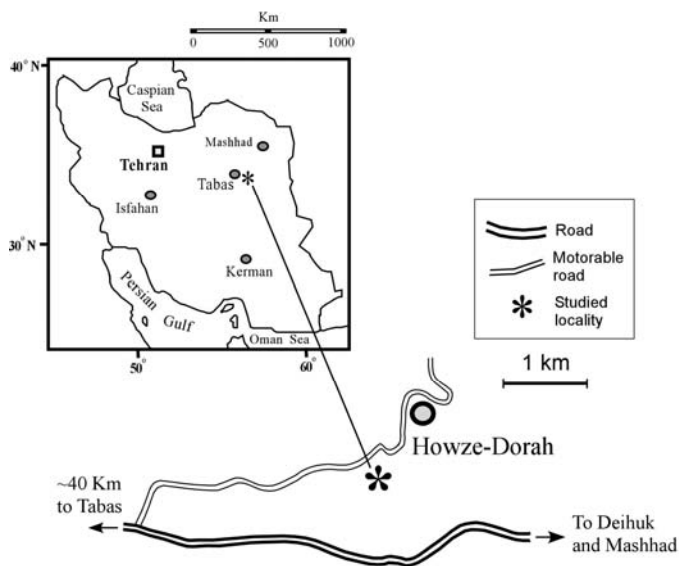 Km
0 500 1000
40° N
Caspian
Sea
Mashhad
Tehran
Tabas
Isfahan
30° N
Kerman
Persian
Gulf
Oman Sea
50° 60°
Road
Motorable
road
Studied
locality
1 km
Howze-Dorah
~40 Km
to Tabas
To Deihuk
and Mashhad